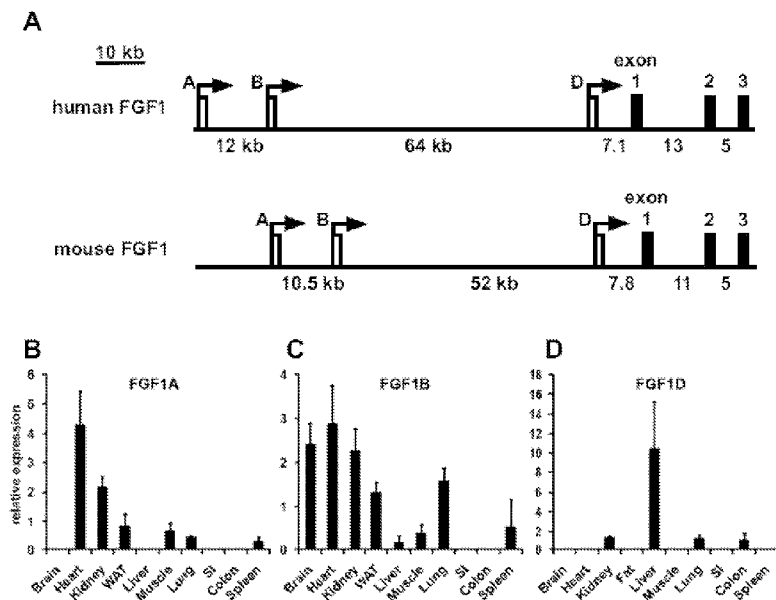 A
10 kb
human FGF1
A B D exon 1 2 3
12 kb 64 kb 7.1 13 5
mouse FGF1
A B D exon 1 2 3
10.5 kb 52 kb 7.8 11 5
B
FGF1A
relative expression
6
5
4
3
2
1
0
Brain Heart Kidney WAT Liver Muscle Lung SI Colon Spleen
C
FGF1B
4
3
2
1
0
Brain Heart Kidney WAT Liver Muscle Lung SI Colon Spleen
D
FGF1D
18
16
14
12
10
8
6
4
2
0
Brain Heart Kidney Fat Liver Muscle Lung SI Colon Spleen